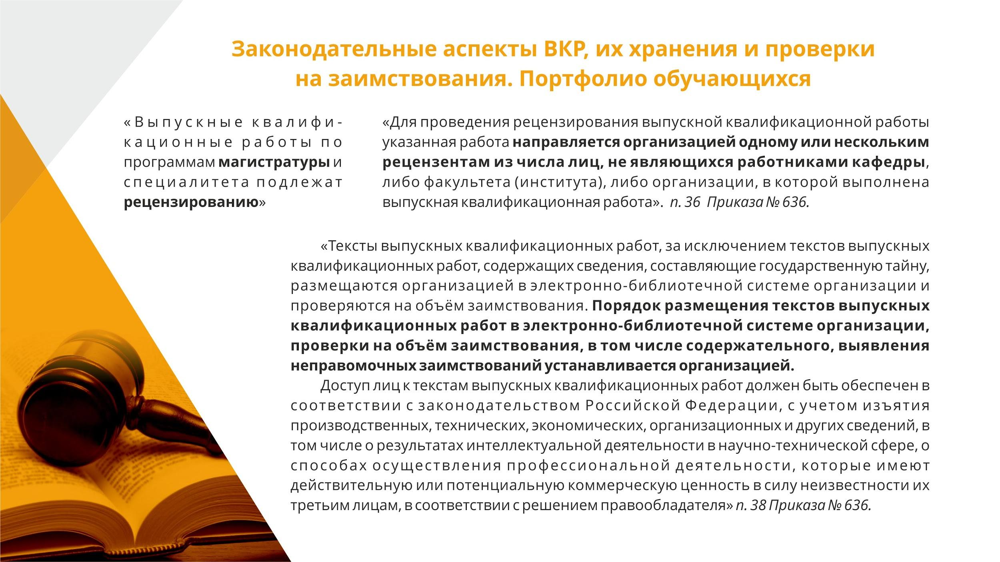 Законодательные аспекты ВКР, их хранения и проверки
на заимствования. Портфолио обучающихся
«Выпускные квалифи-
кационные работы по
программам магистратуры и
специалитета подлежат
рецензированию»
«Для проведения рецензирования выпускной квалификационной работы
указанная работа направляется организацией одному или нескольким
рецензентам из числа лиц, не являющихся работниками кафедры,
либо факультета (института), либо организации, в которой выполнена
выпускная квалификационная работа». п. 36 Приказа № 636.
«Тексты выпускных квалификационных работ, за исключением текстов выпускных
квалификационных работ, содержащих сведения, составляющие государственную тайну,
размещаются организацией в электронно-библиотечной системе организации и
проверяются на объём заимствования. Порядок размещения текстов выпускных
квалификационных работ в электронно-библиотечной системе организации,
проверки на объём заимствования, в том числе содержательного, выявления
неправомочных заимствований устанавливается организацией.
Доступ лиц к текстам выпускных квалификационных работ должен быть обеспечен в
соответствии с законодательством Российской Федерации, с учетом изъятия
производственных, технических, экономических, организационных и других сведений, в
том числе о результатах интеллектуальной деятельности в научно-технической сфере, о
способах осуществления профессиональной деятельности, которые имеют
действительную или потенциальную коммерческую ценность в силу неизвестности их
третьим лицам, в соответствии с решением правообладателя» п. 38 Приказа № 636.